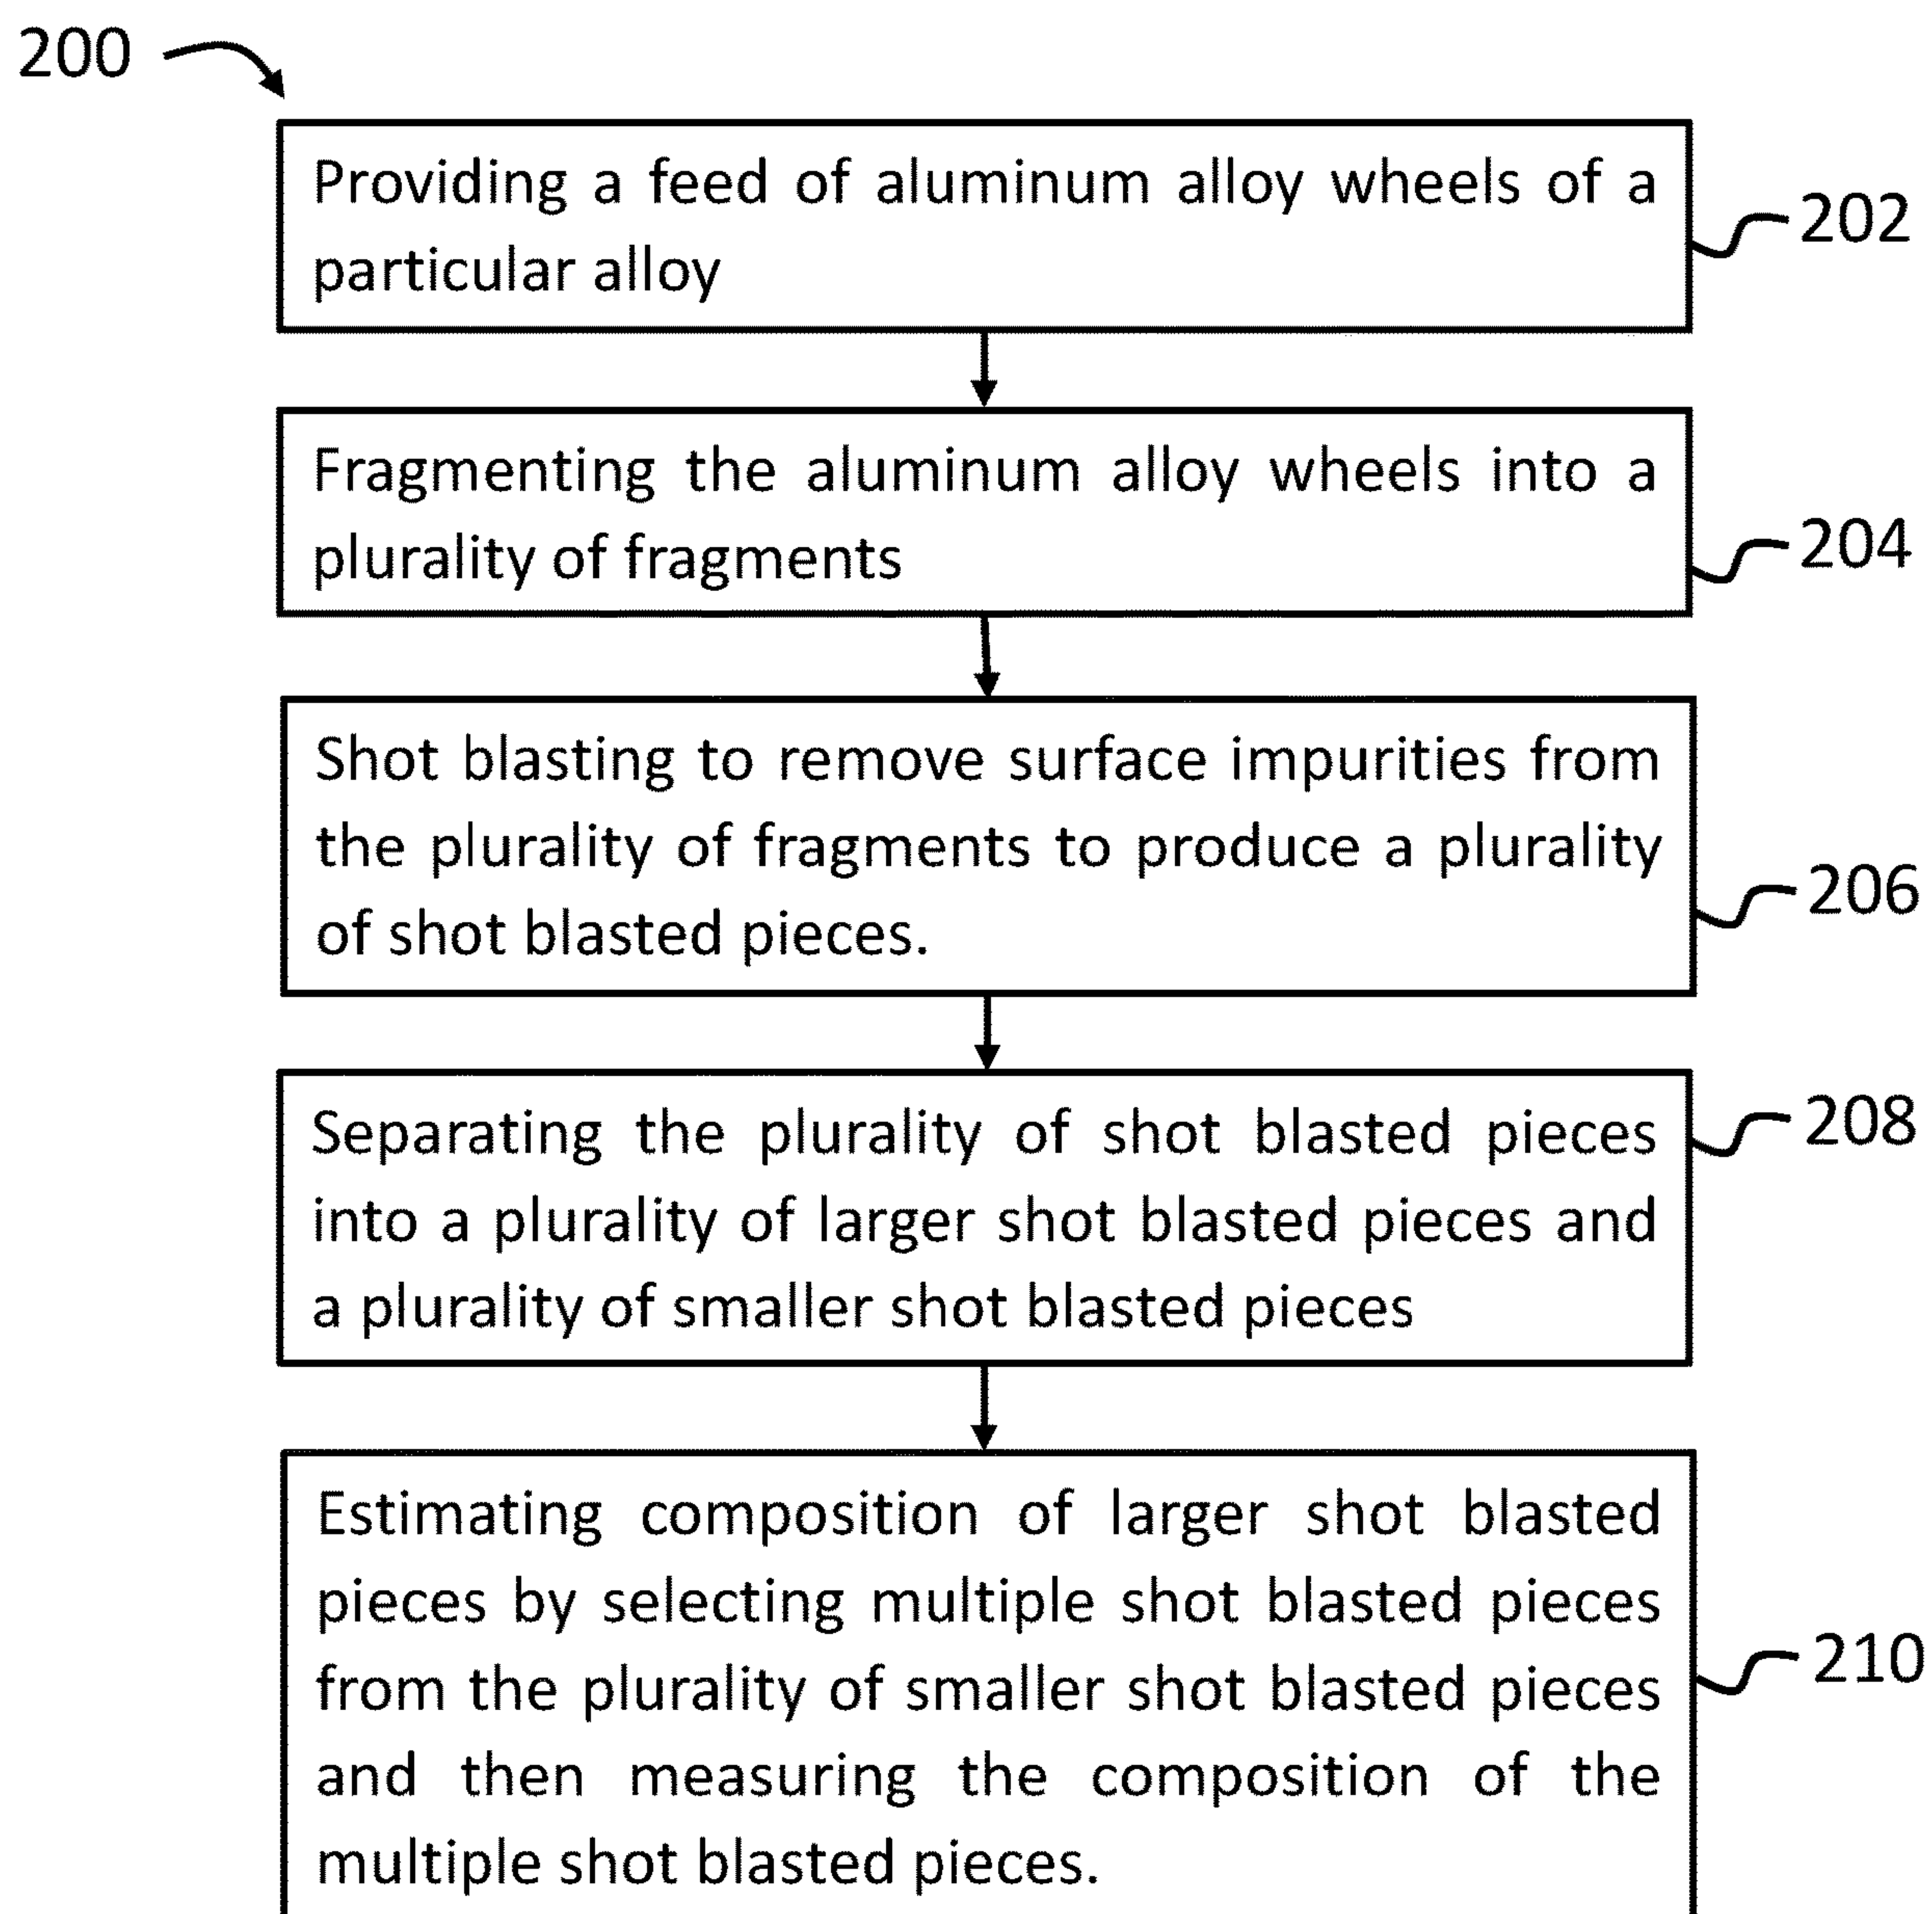 200
Providing a feed of aluminum alloy wheels of a
particular alloy
202
Fragmenting the aluminum alloy wheels into a
plurality of fragments
204
Shot blasting to remove surface impurities from
the plurality of fragments to produce a plurality
of shot blasted pieces.
206
Separating the plurality of shot blasted pieces
into a plurality of larger shot blasted pieces and
a plurality of smaller shot blasted pieces
208
Estimating composition of larger shot blasted
pieces by selecting multiple shot blasted pieces
from the plurality of smaller shot blasted pieces
and then measuring the composition of the
multiple shot blasted pieces.
210